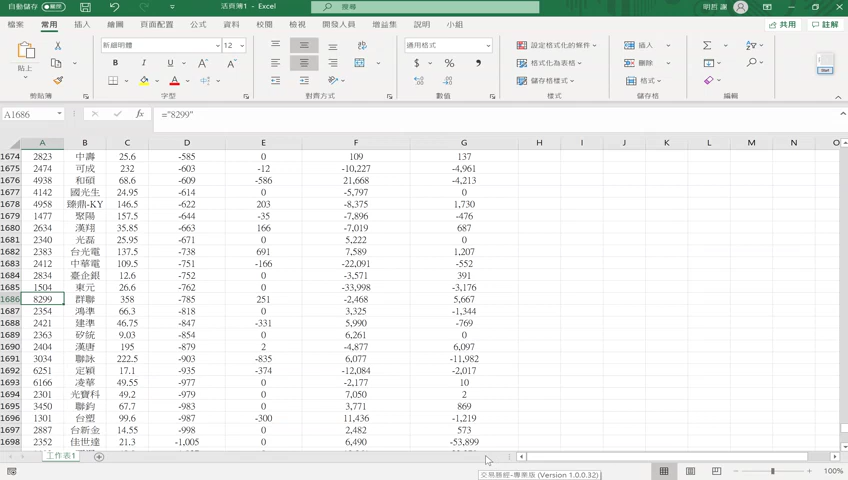 自動儲存 關閉 活頁簿1 - Excel 搜尋 明哲 謝
檔案 常用 插入 繪圖 頁面配置 公式 資料 校閱 檢視 開發人員 增益集 說明 小組 共用 註解
新細明體 12 通用格式 設定格式化的條件 插入
貼上 格式化為表格 刪除
儲存格樣式 格式
剪貼簿 字型 對齊方式 數值 樣式 儲存格 編輯
A1686 fx ="8299"
A B C D E F G H I J K L M N O
1674 2823 中壽 25.6 -585 0 109 137
1675 2474 可成 232 -603 -12 -10,227 -4,961
1676 4938 和碩 68.6 -609 -586 21,668 -4,213
1677 4142 國光生 24.95 -614 0 -5,797 0
1678 4958 臻鼎-KY 146.5 -622 203 -8,375 1,730
1679 1477 聚陽 157.5 -644 -35 -7,896 -476
1680 2634 漢翔 35.85 -663 166 -7,019 687
1681 2340 光磊 25.95 -671 0 5,222 0
1682 2383 台光電 137.5 -738 691 7,589 1,207
1683 2412 中華電 109.5 -751 -166 -22,091 -552
1684 2834 臺企銀 12.6 -752 0 -3,571 391
1685 1504 東元 26.6 -762 0 -33,998 -3,176
1686 8299 群聯 358 -785 251 -2,468 5,667
1687 2354 鴻準 66.3 -818 0 3,325 -1,344
1688 2421 建準 46.75 -847 -331 5,990 -769
1689 2363 矽統 9.03 -854 0 6,261 0
1690 2404 漢唐 195 -879 2 -4,877 6,097
1691 3034 聯詠 222.5 -903 -835 6,077 -11,982
1692 6251 定穎 17.1 -935 -374 -12,084 -2,017
1693 6166 凌華 49.55 -977 0 -2,177 10
1694 2301 光寶科 49.2 -979 0 7,050 2
1695 3450 聯鈞 67.7 -983 0 3,771 869
1696 1301 台塑 99.6 -987 -300 11,436 -1,219
1697 2887 台新金 14.55 -998 0 2,482 573
1698 2352 佳世達 21.3 -1,005 0 6,490 -53,899
工作表1
交易雅經-專業版 (Version 1.0.0.32)
100%